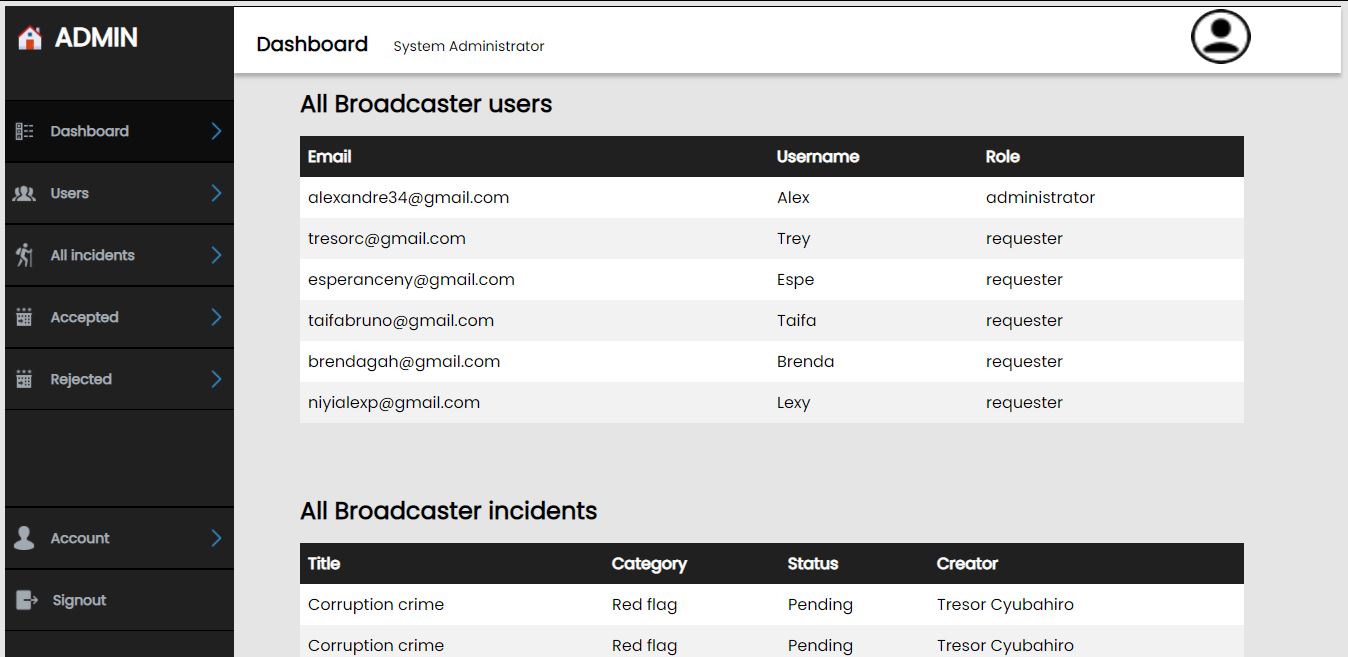 ADMIN
Dashboard
Users
All incidents
Accepted
Rejected
Account
Signout
Dashboard System Administrator
All Broadcaster users
Email Username Role
alexandre34@gmail.com Alex administrator
tresorc@gmail.com Trey requester
esperanceny@gmail.com Espe requester
taifabruno@gmail.com Taifa requester
brendagah@gmail.com Brenda requester
niyialexp@gmail.com Lexy requester
All Broadcaster incidents
Title Category Status Creator
Corruption crime Red flag Pending Tresor Cyubahiro
Corruption crime Red flag Pending Tresor Cyubahiro